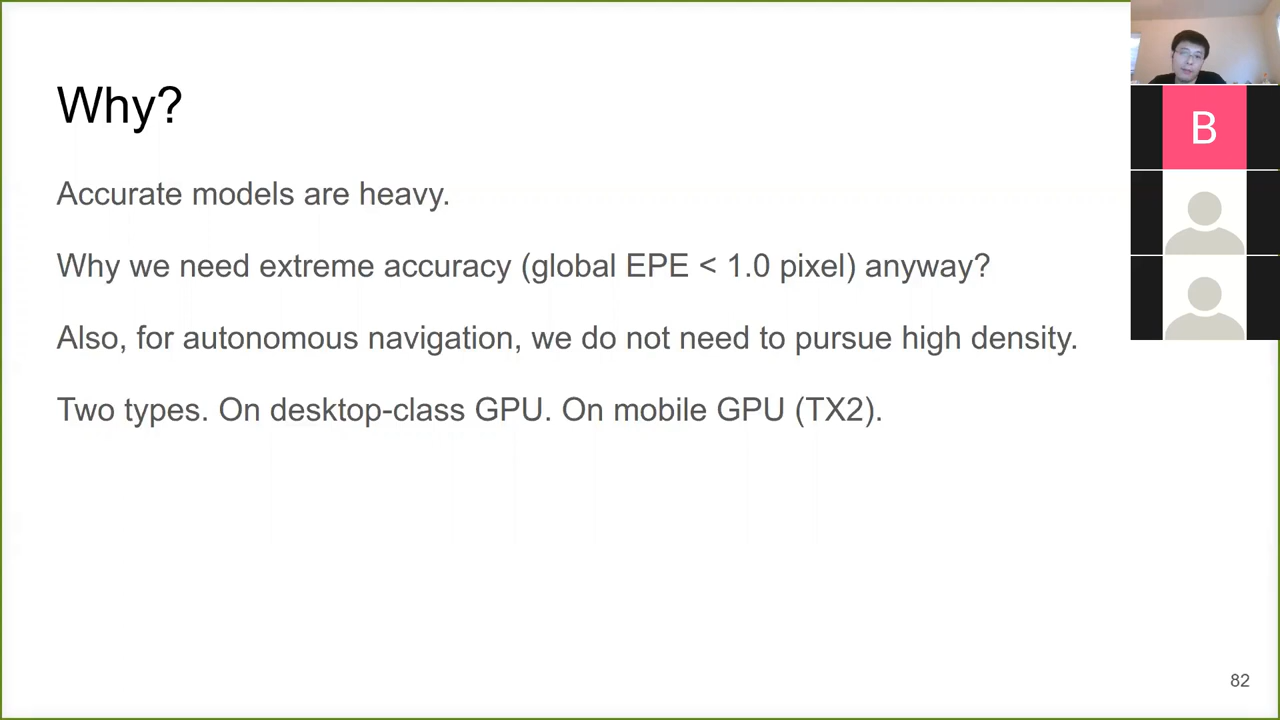 Why?
Accurate models are heavy.
Why we need extreme accuracy (global EPE < 1.0 pixel) anyway?
Also, for autonomous navigation, we do not need to pursue high density.
Two types. On desktop-class GPU. On mobile GPU (TX2).
B
82